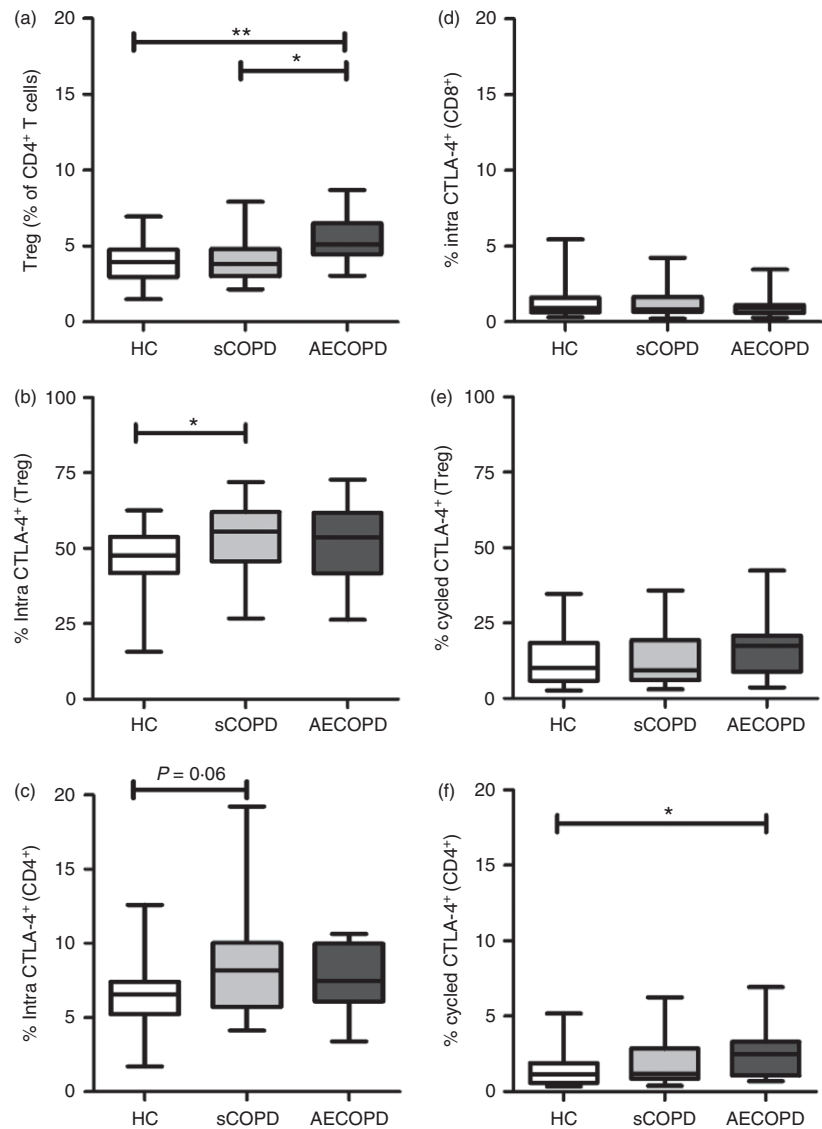 (a)
20
15
10
5
0
Treg (% of CD4⁺ T cells)
**
*
HC sCOPD AECOPD
(b)
100
75
50
25
0
% Intra CTLA-4⁺ (Treg)
*
HC sCOPD AECOPD
(c)
20
15
10
5
0
% Intra CTLA-4⁺ (CD4⁺)
P = 0·06
HC sCOPD AECOPD
(d)
20
15
10
5
0
% intra CTLA-4⁺ (CD8⁺)
HC sCOPD AECOPD
(e)
100
75
50
25
0
% cycled CTLA-4⁺ (Treg)
HC sCOPD AECOPD
(f)
20
15
10
5
0
% cycled CTLA-4⁺ (CD4⁺)
*
HC sCOPD AECOPD